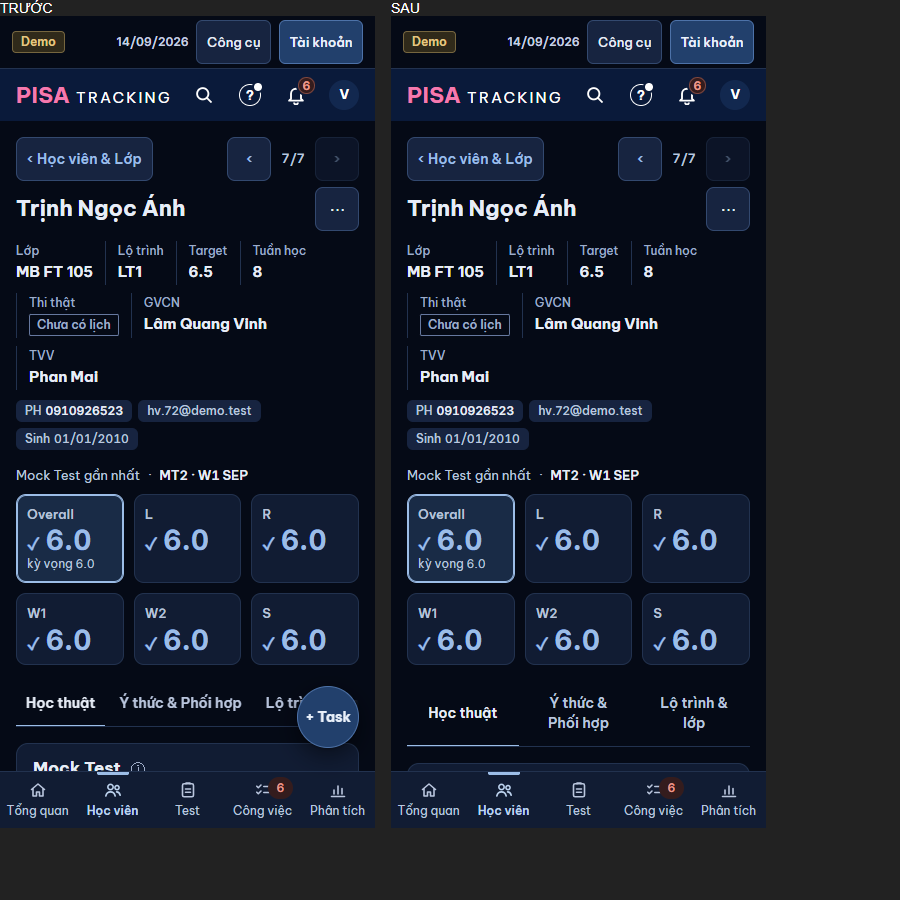 TRƯỚC
Demo 14/09/2026 Công cụ Tài khoản
PISA TRACKING ? 6 V
‹ Học viên & Lớp ‹ 7/7 ›
Trịnh Ngọc Ánh ...
Lớp Lộ trình Target Tuần học
MB FT 105 LT1 6.5 8
Thi thật GVCN
Chưa có lịch Lâm Quang Vinh
TVV
Phan Mai
PH 0910926523 hv.72@demo.test
Sinh 01/01/2010
Mock Test gần nhất · MT2 · W1 SEP
Overall L R
✓ 6.0 ✓ 6.0 ✓ 6.0
kỳ vọng 6.0
W1 W2 S
✓ 6.0 ✓ 6.0 ✓ 6.0
Học thuật Ý thức & Phối hợp Lộ trì
+ Task
Mock Test
6
Tổng quan Học viên Test Công việc Phân tích
SAU
Demo 14/09/2026 Công cụ Tài khoản
PISA TRACKING ? 6 V
‹ Học viên & Lớp ‹ 7/7 ›
Trịnh Ngọc Ánh ...
Lớp Lộ trình Target Tuần học
MB FT 105 LT1 6.5 8
Thi thật GVCN
Chưa có lịch Lâm Quang Vinh
TVV
Phan Mai
PH 0910926523 hv.72@demo.test
Sinh 01/01/2010
Mock Test gần nhất · MT2 · W1 SEP
Overall L R
✓ 6.0 ✓ 6.0 ✓ 6.0
kỳ vọng 6.0
W1 W2 S
✓ 6.0 ✓ 6.0 ✓ 6.0
Học thuật Ý thức & Phối hợp Lộ trình & lớp
6
Tổng quan Học viên Test Công việc Phân tích